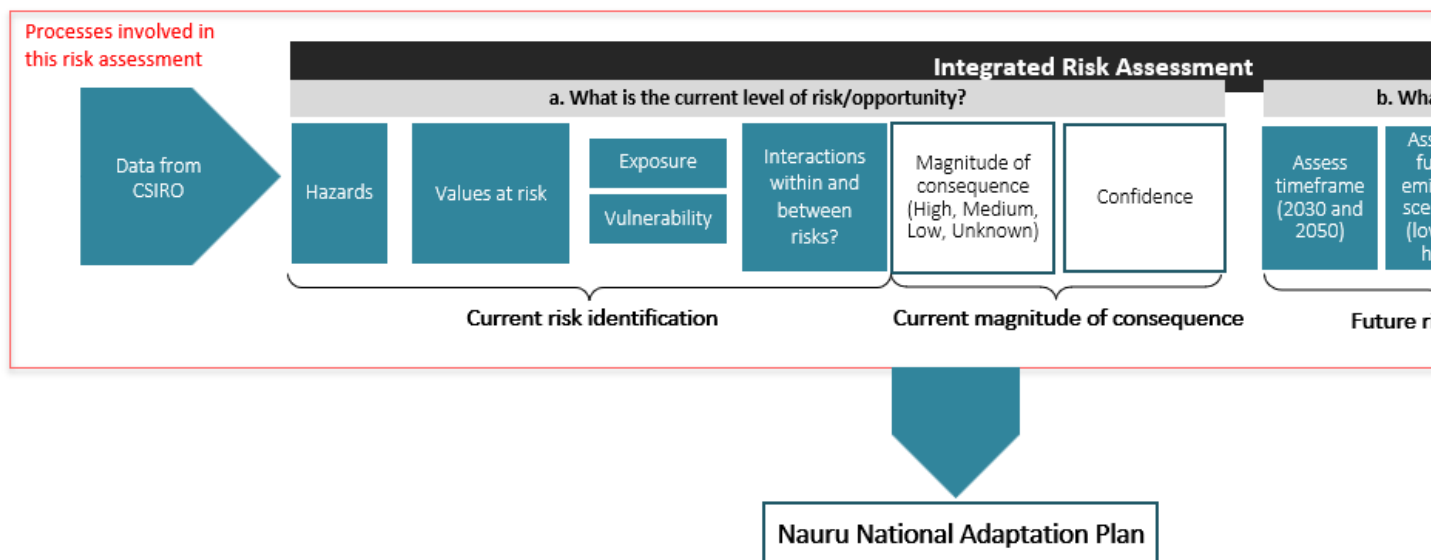 Processes involved in
this risk assessment
Integrated Risk Assessment
a. What is the current level of risk/opportunity?
b.
Data from
CSIRO
Hazards
Values at risk
Exposure
Vulnerability
Interactions
within and
between
risks?
Magnitude of
consequence
(High, Medium,
Low, Unknown)
Confidence
Assess
timeframe
(2030 and
2050)
Current risk identification
Current magnitude of consequence
Future
Nauru National Adaptation Plan